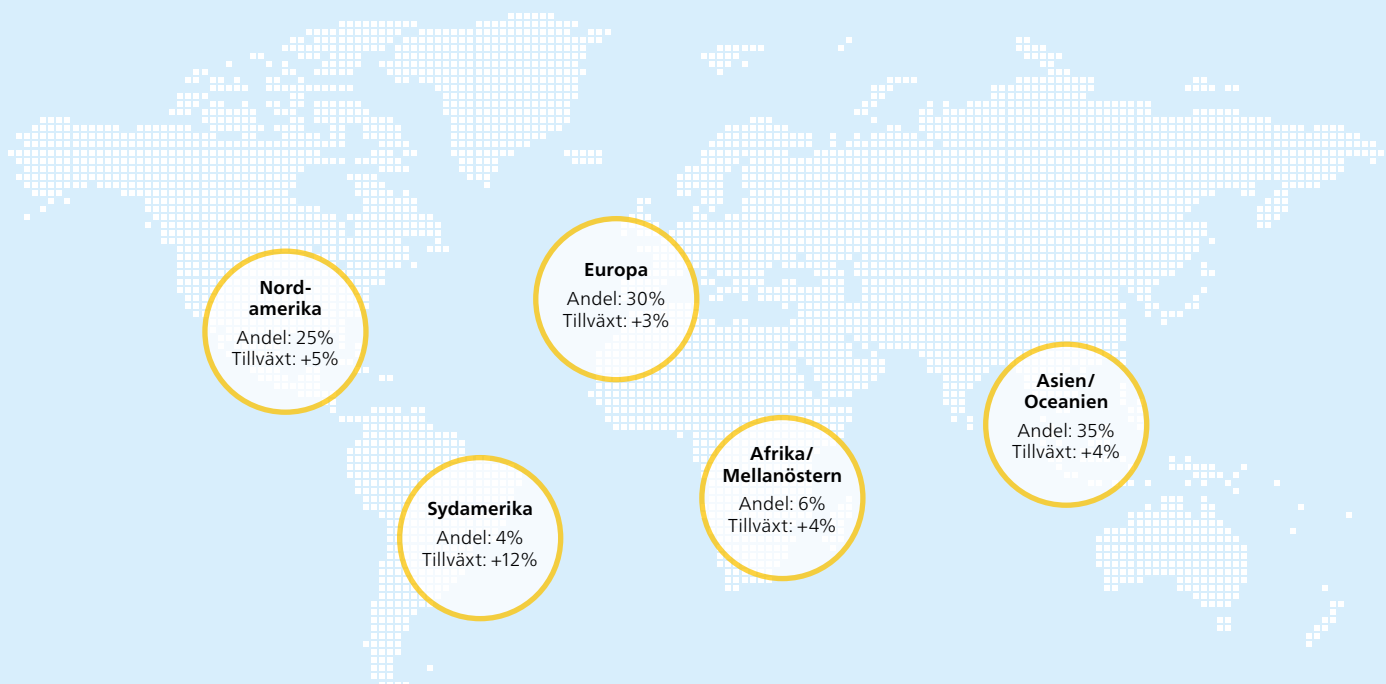 Nord-
amerika
Andel: 25%
Tillväxt: +5%
Europa
Andel: 30%
Tillväxt: +3%
Sydamerika
Andel: 4%
Tillväxt: +12%
Afrika/
Mellanöstern
Andel: 6%
Tillväxt: +4%
Asien/
Oceanien
Andel: 35%
Tillväxt: +4%